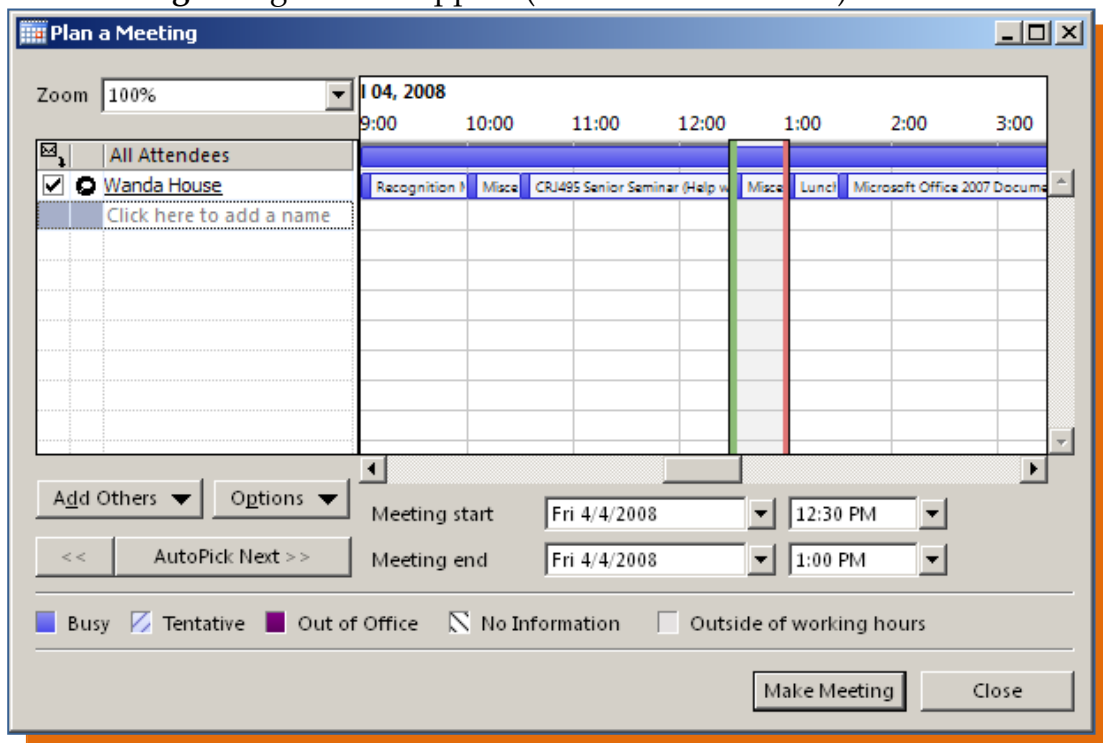 Plan a Meeting
Zoom 100%
l 04, 2008
9:00 10:00 11:00 12:00 1:00 2:00 3:00
All Attendees
Wanda House
Recognition Misce CRJ495 Senior Seminar (Help w Misce Lunch Microsoft Office 2007 Docume
Click here to add a name
Add Others Options
Meeting start Fri 4/4/2008 12:30 PM
<< AutoPick Next >>
Meeting end Fri 4/4/2008 1:00 PM
Busy Tentative Out of Office No Information Outside of working hours
Make Meeting Close